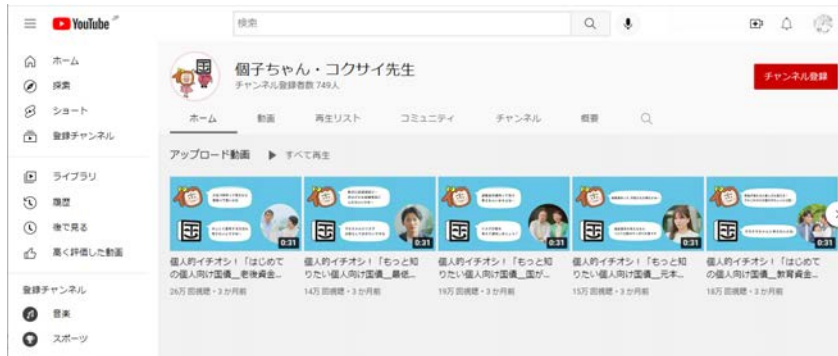 YouTube JP
検索
ホーム
探索
ショート
登録チャンネル
ライブラリ
履歴
後で見る
高く評価した動画
登録チャンネル
音楽
スポーツ
個子ちゃん・コクサイ先生
チャンネル登録者数 749人
チャンネル登録
ホーム 動画 再生リスト コミュニティ チャンネル 概要
アップロード動画 ▶ すべて再生
国
0:31
個人的イチオシ！「はじめて
の個人向け国債__老後資金...
26万 回視聴・3 か月前
国
0:31
個人的イチオシ！「もっと知
りたい個人向け国債__最低...
14万 回視聴・3 か月前
国
0:31
個人的イチオシ！「もっと知
りたい個人向け国債__国が...
19万 回視聴・3 か月前
国
0:31
個人的イチオシ！「もっと知
りたい個人向け国債__元本...
15万 回視聴・3 か月前
国
0:31
個人的イチオシ！「はじめて
の個人向け国債__教育資金...
18万 回視聴・3 か月前